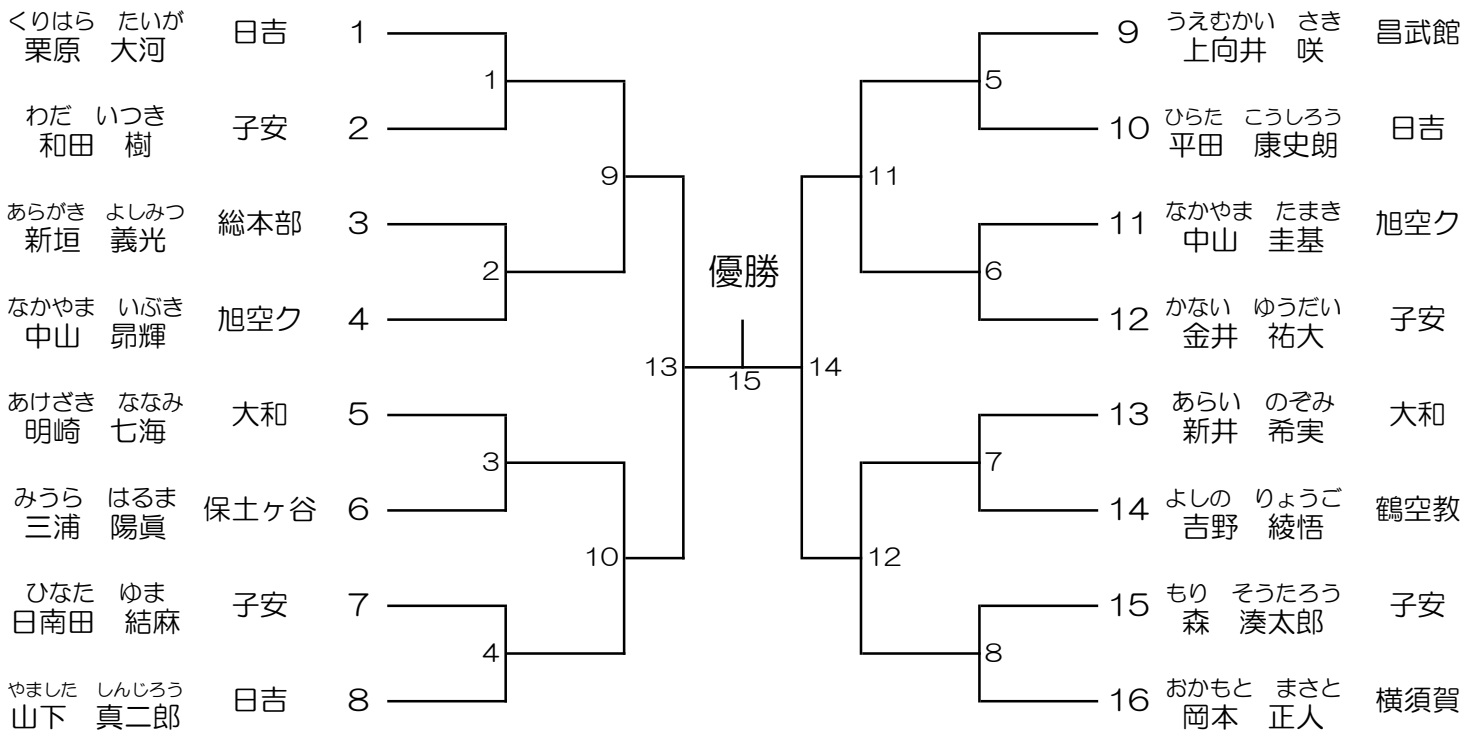 くりはら　たいが
栗原　大河　日吉　1
わだ　いつき
和田　樹　子安　2
あらがき　よしみつ
新垣　義光　総本部　3
なかやま　いぶき
中山　昴輝　旭空ク　4
あけざき　ななみ
明崎　七海　大和　5
みうら　はるま
三浦　陽眞　保土ヶ谷　6
ひなた　ゆま
日南田　結麻　子安　7
やました　しんじろう
山下　真二郎　日吉　8
1
2
3
4
9
10
13
優勝
15
14
11
12
5
6
7
8
うえむかい　さき
9　上向井　咲　昌武館
ひらた　こうしろう
10　平田　康史朗　日吉
なかやま　たまき
11　中山　圭基　旭空ク
かない　ゆうだい
12　金井　祐大　子安
あらい　のぞみ
13　新井　希実　大和
よしの　りょうご
14　吉野　綾悟　鶴空教
もり　そうたろう
15　森　湊太郎　子安
おかもと　まさと
16　岡本　正人　横須賀